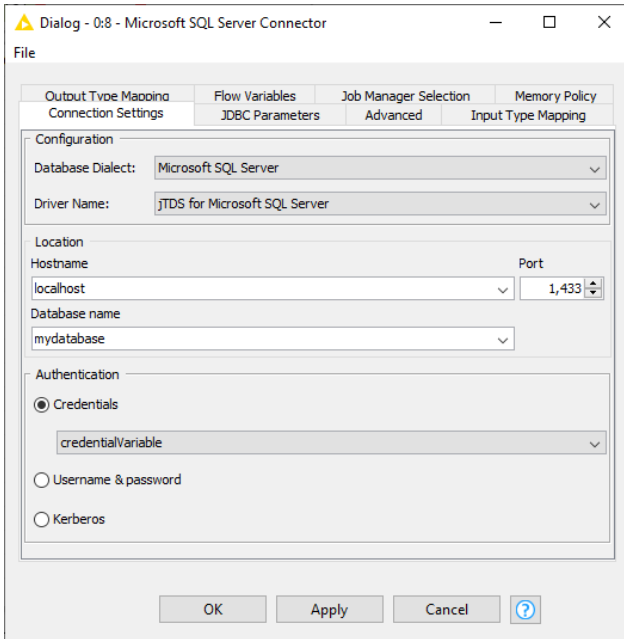 Dialog - 0:8 - Microsoft SQL Server Connector
File
Output Type Mapping Flow Variables Job Manager Selection Memory Policy
Connection Settings JDBC Parameters Advanced Input Type Mapping
Configuration
Database Dialect: Microsoft SQL Server
Driver Name: jTDS for Microsoft SQL Server
Location
Hostname Port
localhost 1,433
Database name
mydatabase
Authentication
Credentials
credentialVariable
Username & password
Kerberos
OK Apply Cancel ?